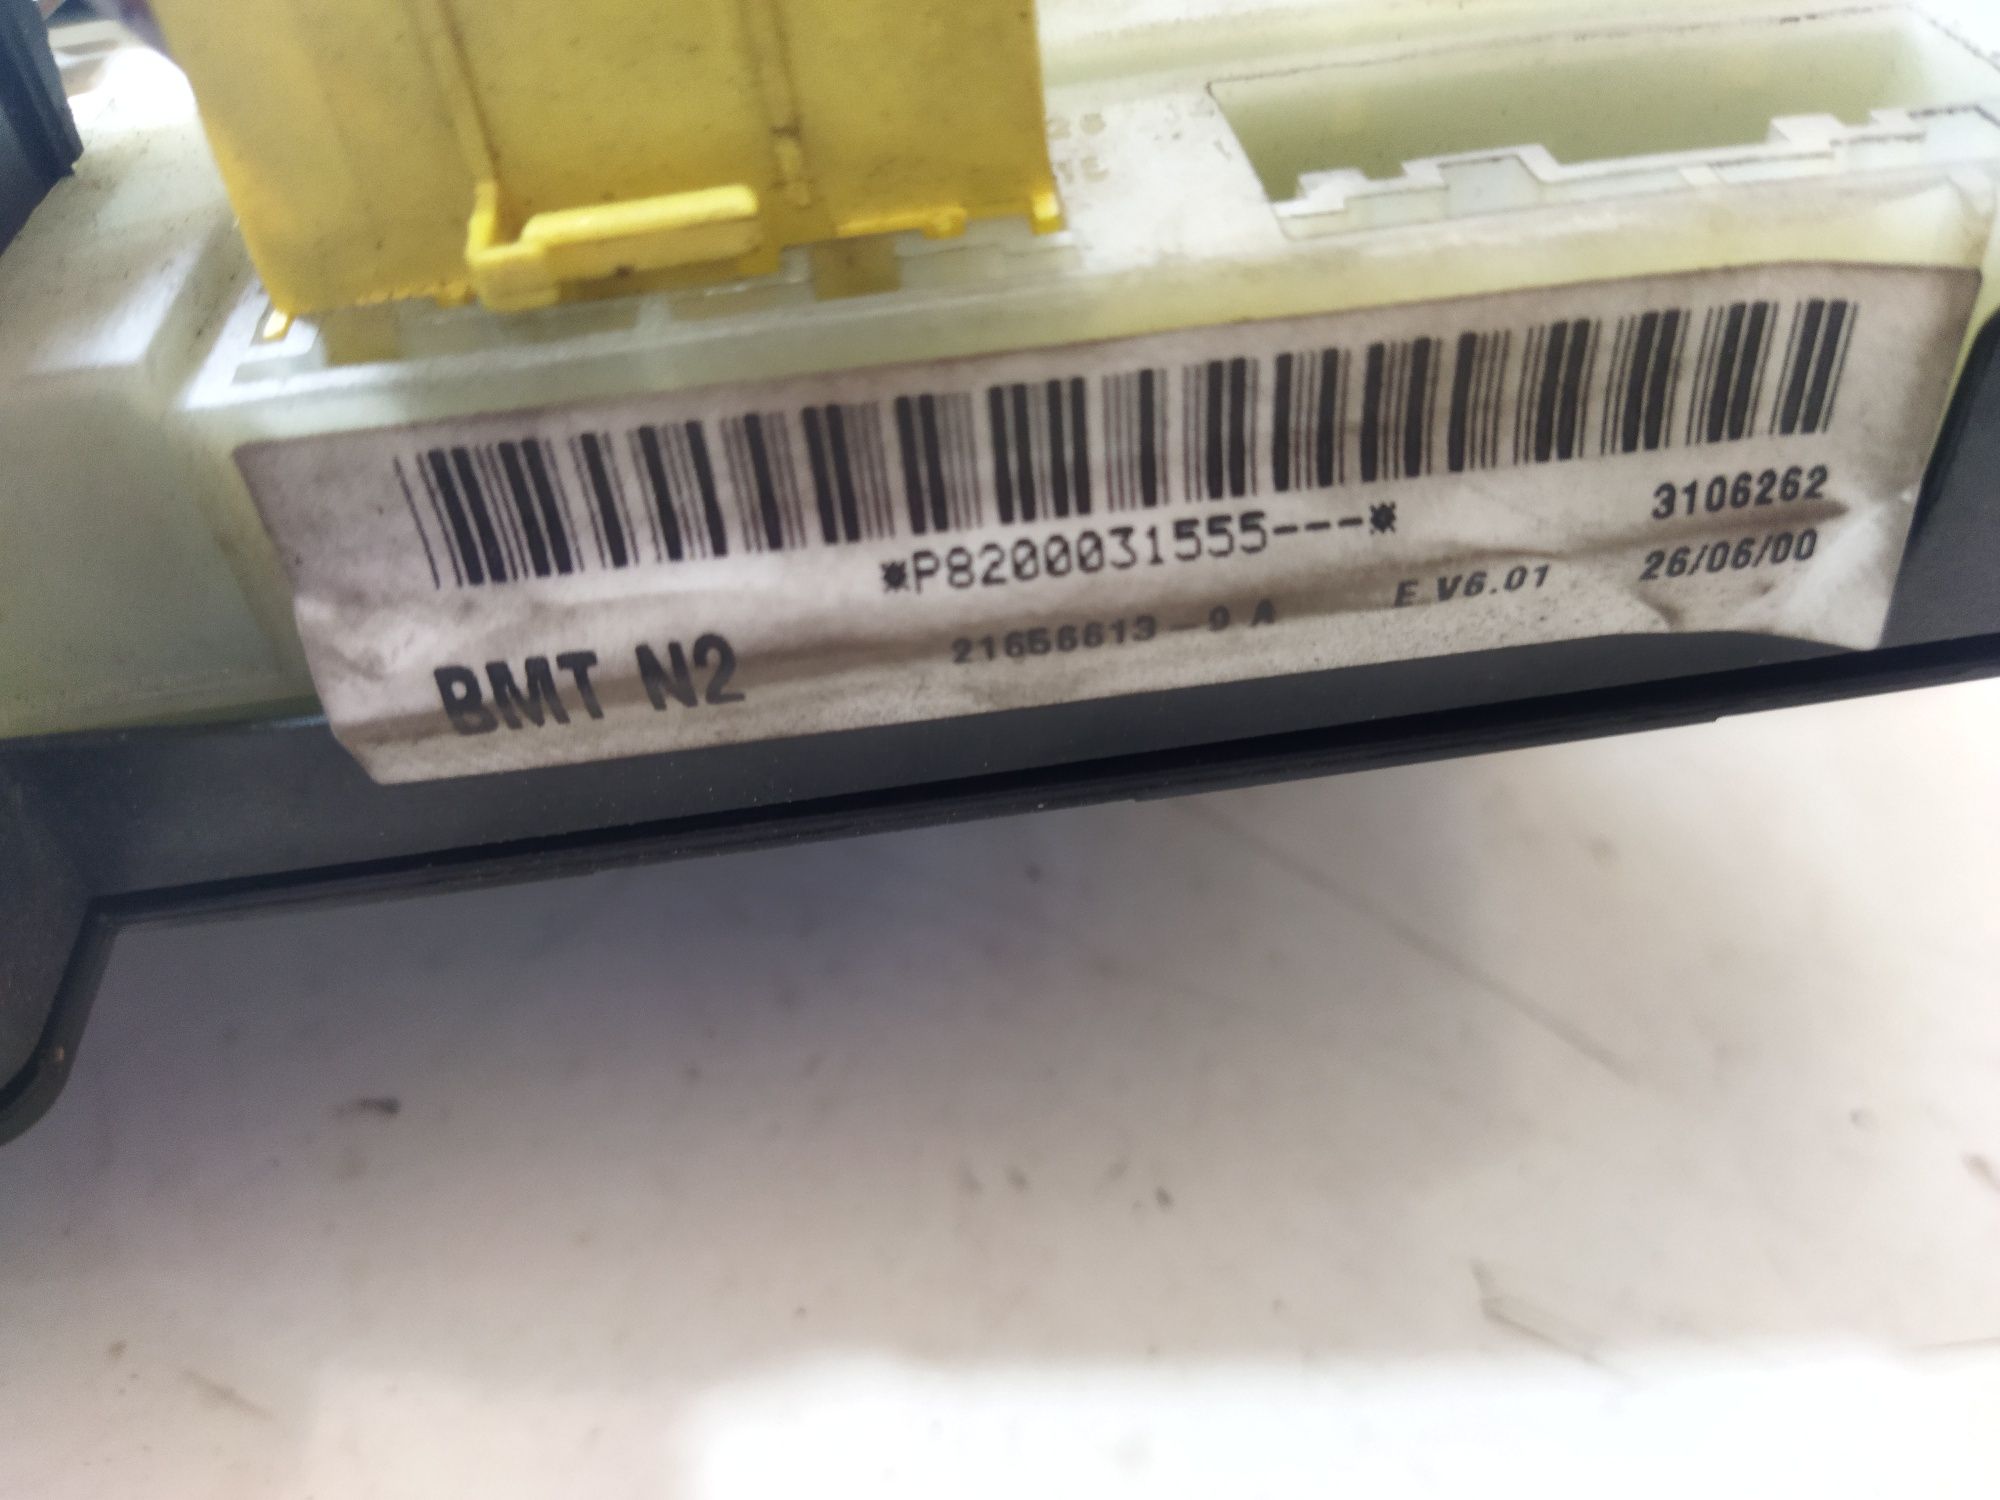 *P8200031555---*
3106262
BMT N2
21656613-9 A
E V6.01
26/06/00